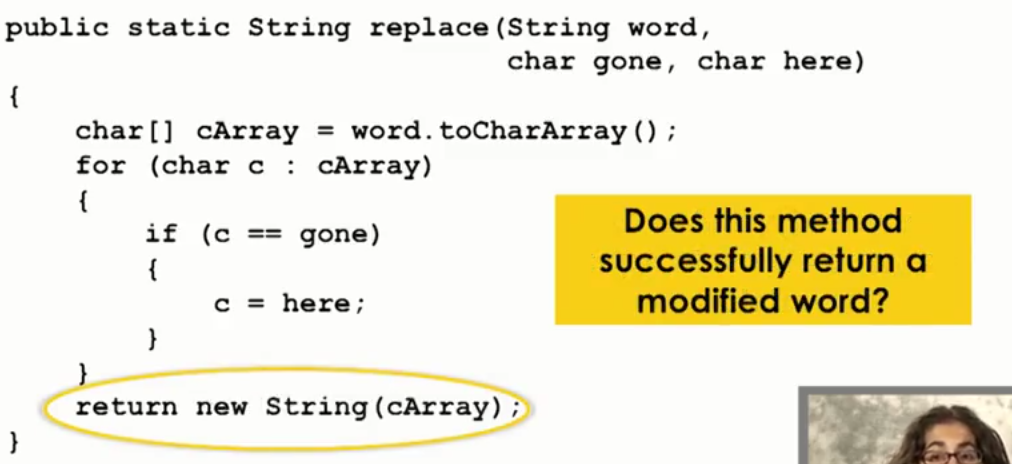 public static String replace(String word,
                             char gone, char here)
{
    char[] cArray = word.toCharArray();
    for (char c : cArray)
    {
        if (c == gone)
        {
            c = here;
        }
    }
    return new String(cArray);
}
Does this method
successfully return a
modified word?